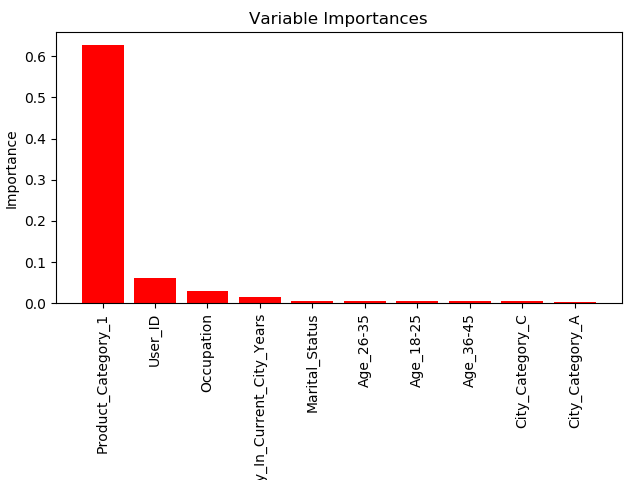 Variable Importances
Importance
0.6
0.5
0.4
0.3
0.2
0.1
0.0
Product_Category_1
User_ID
Occupation
y_In_Current_City_Years
Marital_Status
Age_26-35
Age_18-25
Age_36-45
City_Category_C
City_Category_A